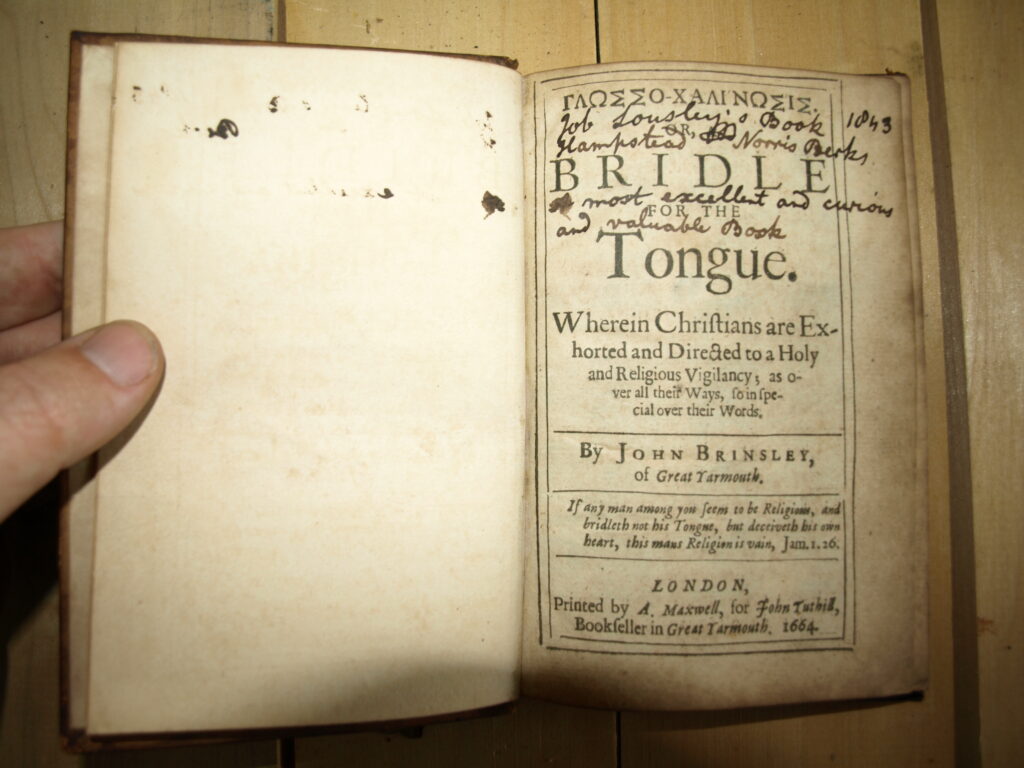 ΓΛΩΣΣΟ-ΧΑΛΙΝΩΣΙΣ.
Job Lousley's Book 1843
OR,
Hampstead Norris Berks
BRIDLE
a most excellent and curious
FOR THE
and valuable Book
Tongue.
Wherein Chriſtians are Ex-
horted and Directed to a Holy
and Religious Vigilancy; as o-
ver all their Ways, ſo in ſpe-
cial over their Words.
By JOHN BRINSLEY,
of Great Yarmouth.
If any man among you ſeem to be Religious, and
bridleth not his Tongue, but deceiveth his own
heart, this mans Religion is vain, Jam. 1. 26.
LONDON,
Printed by A. Maxwell, for John Tuthill,
Bookſeller in Great Yarmouth. 1664.